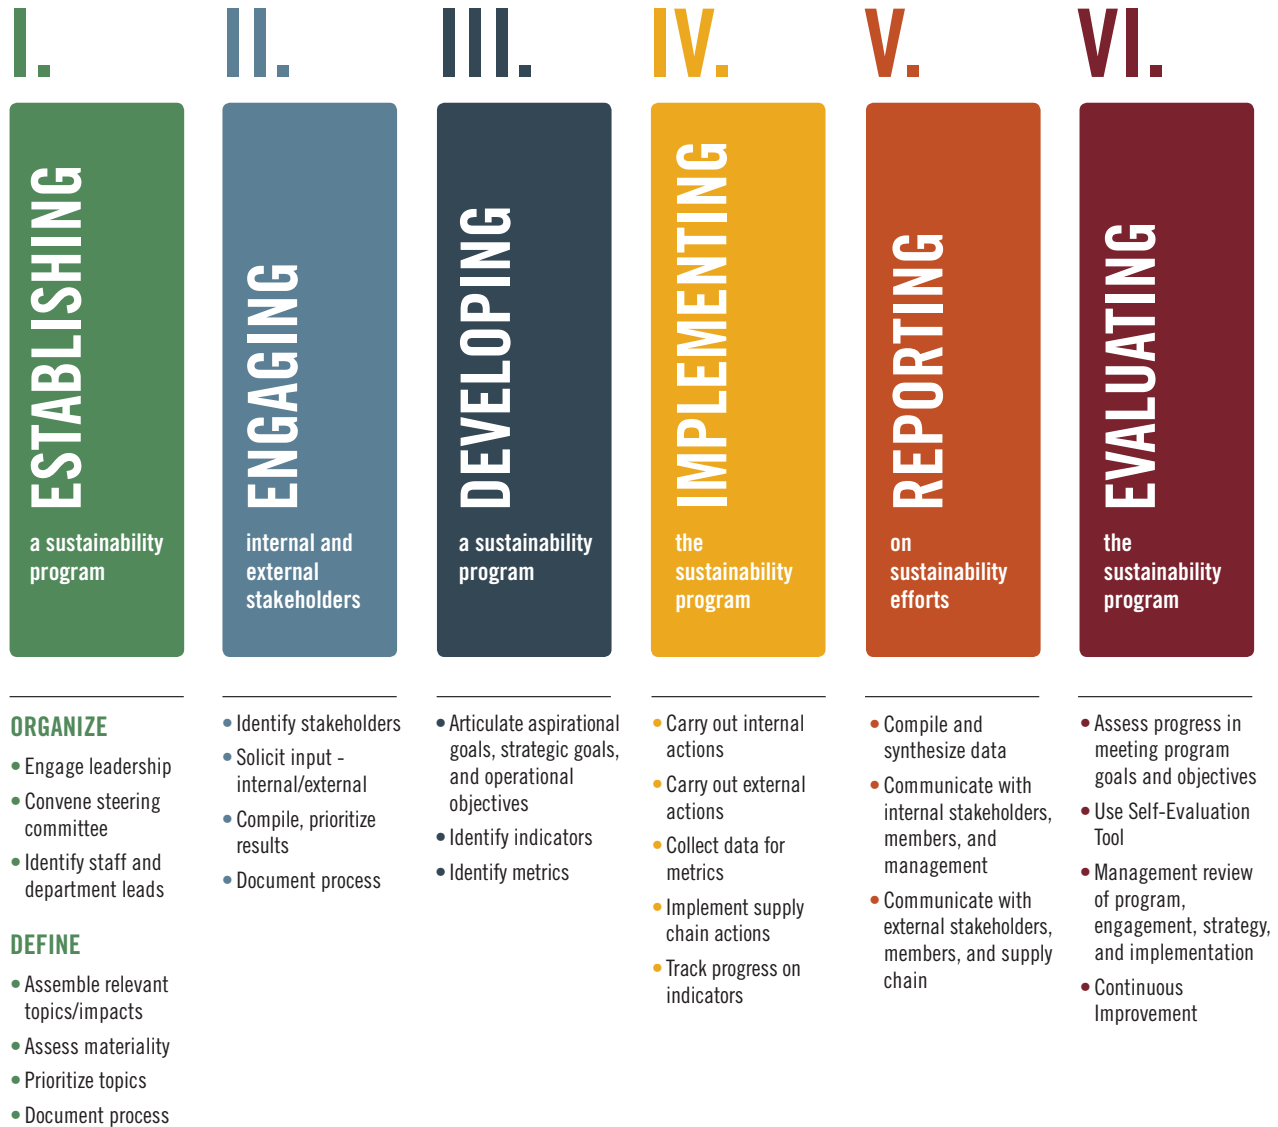 I.
ESTABLISHING
a sustainability
program
ORGANIZE
• Engage leadership
• Convene steering
committee
• Identify staff and
department leads
DEFINE
• Assemble relevant
topics/impacts
• Assess materiality
• Prioritize topics
• Document process
II.
ENGAGING
internal and
external
stakeholders
• Identify stakeholders
• Solicit input -
internal/external
• Compile, prioritize
results
• Document process
III.
DEVELOPING
a sustainability
program
• Articulate aspirational
goals, strategic goals,
and operational
objectives
• Identify indicators
• Identify metrics
IV.
IMPLEMENTING
the
sustainability
program
• Carry out internal
actions
• Carry out external
actions
• Collect data for
metrics
• Implement supply
chain actions
• Track progress on
indicators
V.
REPORTING
on
sustainability
efforts
• Compile and
synthesize data
• Communicate with
internal stakeholders,
members, and
management
• Communicate with
external stakeholders,
members, and supply
chain
VI.
EVALUATING
the
sustainability
program
• Assess progress in
meeting program
goals and objectives
• Use Self-Evaluation
Tool
• Management review
of program,
engagement, strategy,
and implementation
• Continuous
Improvement